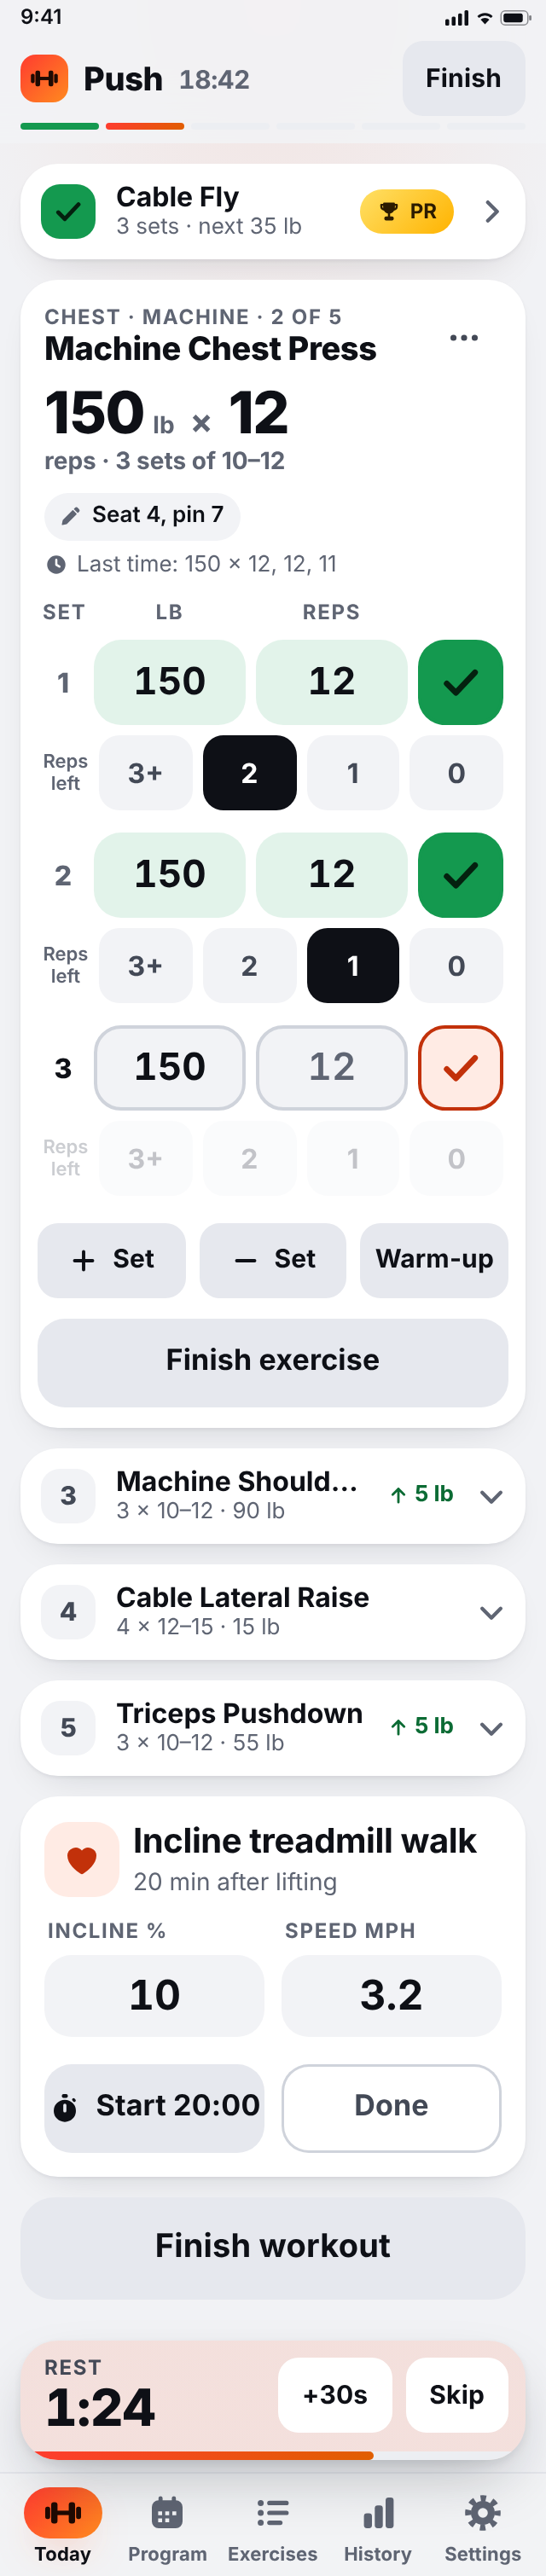 9:41
Push 18:42 Finish
Cable Fly
3 sets · next 35 lb
PR
CHEST · MACHINE · 2 OF 5
Machine Chest Press
150 lb × 12
reps · 3 sets of 10–12
Seat 4, pin 7
Last time: 150 × 12, 12, 11
SET LB REPS
1 150 12
Reps left 3+ 2 1 0
2 150 12
Reps left 3+ 2 1 0
3 150 12
Reps left 3+ 2 1 0
+ Set − Set Warm-up
Finish exercise
3 Machine Should... ↑ 5 lb
3 × 10–12 · 90 lb
4 Cable Lateral Raise
4 × 12–15 · 15 lb
5 Triceps Pushdown ↑ 5 lb
3 × 10–12 · 55 lb
Incline treadmill walk
20 min after lifting
INCLINE % SPEED MPH
10 3.2
Start 20:00 Done
Finish workout
REST
1:24 +30s Skip
Today Program Exercises History Settings